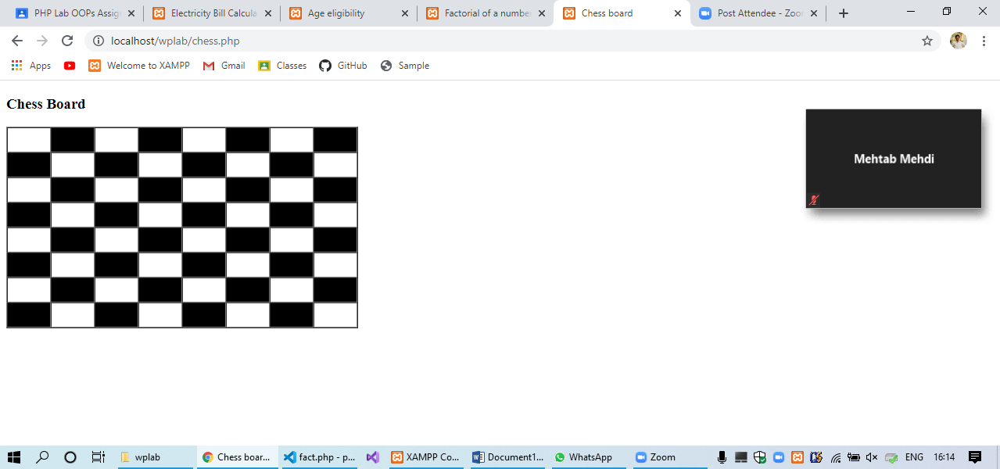 PHP Lab OOPs Assig
Electricity Bill Calcula
Age eligibility
Factorial of a numbe
Chess board
Post Attendee - Zoo
localhost/wplab/chess.php
Apps
Welcome to XAMPP
Gmail
Classes
GitHub
Sample
Chess Board
Mehtab Mehdi
wplab
Chess boar...
fact.php - p...
XAMPP Co...
Document1...
WhatsApp
Zoom
ENG
16:14